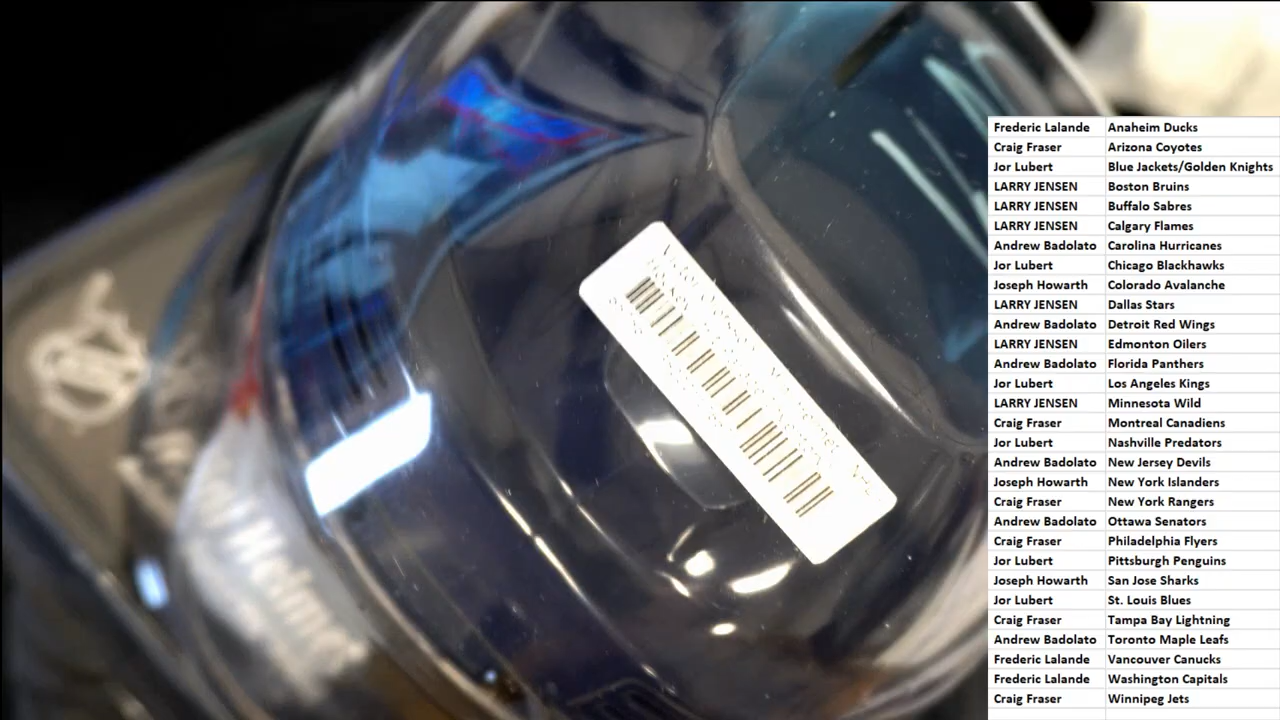 Frederic Lalande Anaheim Ducks
Craig Fraser Arizona Coyotes
Jor Lubert Blue Jackets/Golden Knights
LARRY JENSEN Boston Bruins
LARRY JENSEN Buffalo Sabres
LARRY JENSEN Calgary Flames
Andrew Badolato Carolina Hurricanes
Jor Lubert Chicago Blackhawks
Joseph Howarth Colorado Avalanche
LARRY JENSEN Dallas Stars
Andrew Badolato Detroit Red Wings
LARRY JENSEN Edmonton Oilers
Andrew Badolato Florida Panthers
Jor Lubert Los Angeles Kings
LARRY JENSEN Minnesota Wild
Craig Fraser Montreal Canadiens
Jor Lubert Nashville Predators
Andrew Badolato New Jersey Devils
Joseph Howarth New York Islanders
Craig Fraser New York Rangers
Andrew Badolato Ottawa Senators
Craig Fraser Philadelphia Flyers
Jor Lubert Pittsburgh Penguins
Joseph Howarth San Jose Sharks
Jor Lubert St. Louis Blues
Craig Fraser Tampa Bay Lightning
Andrew Badolato Toronto Maple Leafs
Frederic Lalande Vancouver Canucks
Frederic Lalande Washington Capitals
Craig Fraser Winnipeg Jets